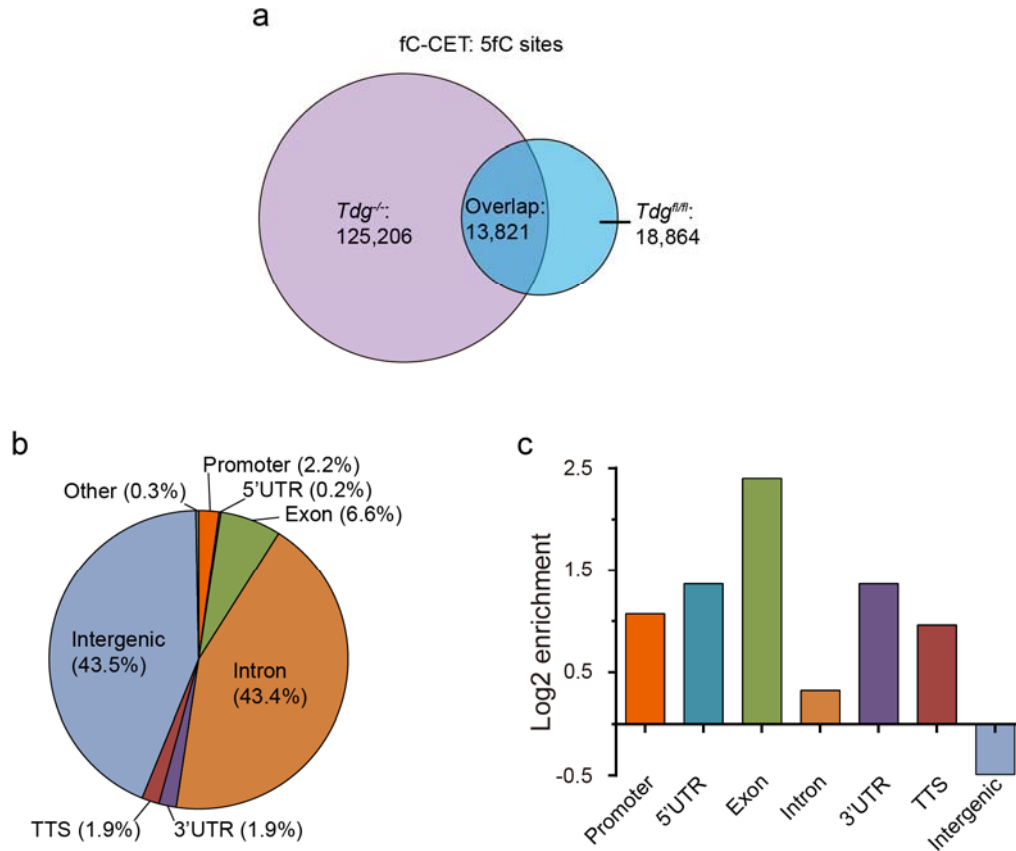 a
fC-CET: 5fC sites
Tdg-/-:
125,206
Overlap:
13,821
Tdgfl/fl:
18,864
b
Promoter (2.2%)
5’UTR (0.2%)
Exon (6.6%)
Other (0.3%)
Intergenic
(43.5%)
Intron
(43.4%)
TTS (1.9%)
3’UTR (1.9%)
c
Log2 enrichment
2.5
1.5
0.5
-0.5
Promoter
5’UTR
Exon
Intron
3’UTR
TTS
Intergenic